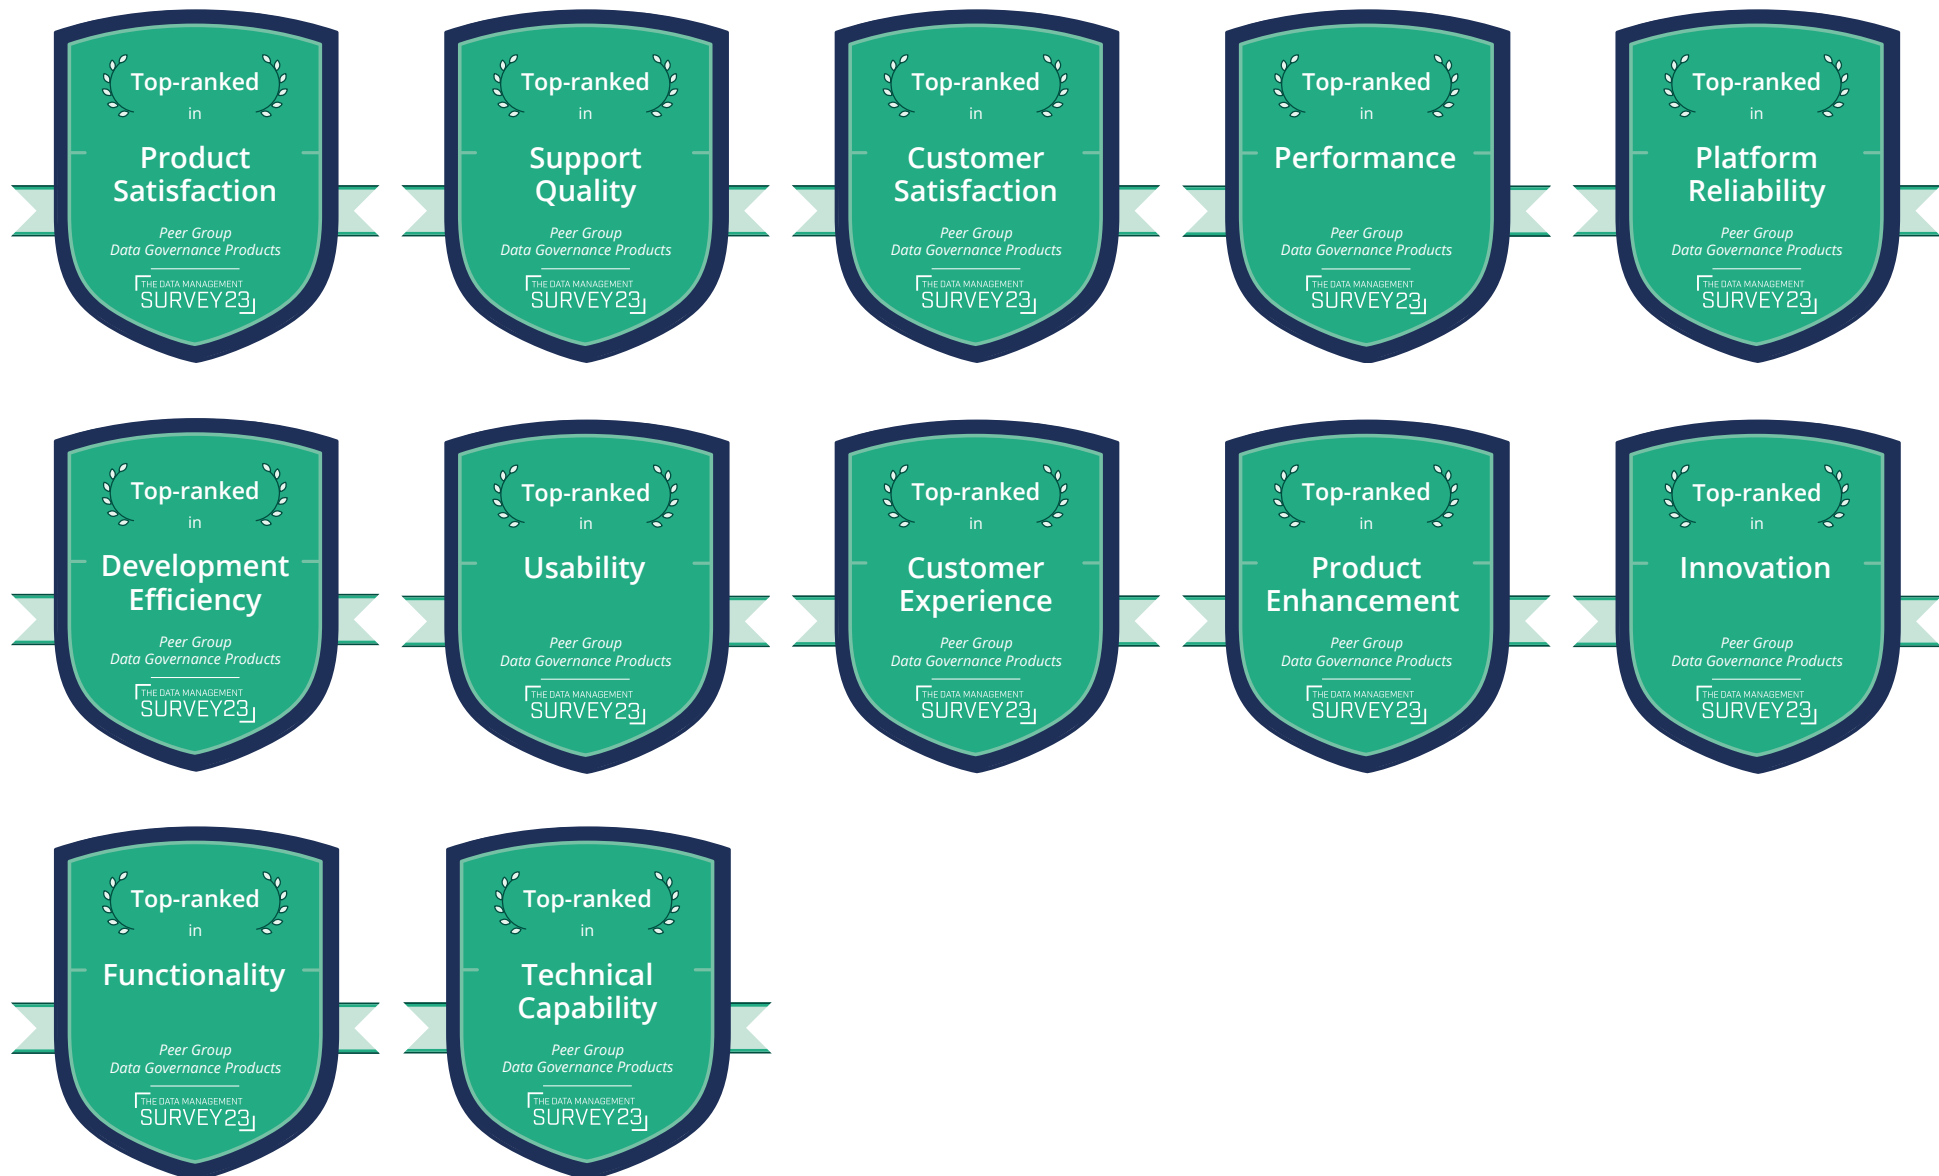 Top-ranked
in
Product
Satisfaction
Peer Group
Data Governance Products
THE DATA MANAGEMENT
SURVEY23
Top-ranked
in
Support
Quality
Peer Group
Data Governance Products
THE DATA MANAGEMENT
SURVEY23
Top-ranked
in
Customer
Satisfaction
Peer Group
Data Governance Products
THE DATA MANAGEMENT
SURVEY23
Top-ranked
in
Performance
Peer Group
Data Governance Products
THE DATA MANAGEMENT
SURVEY23
Top-ranked
in
Platform
Reliability
Peer Group
Data Governance Products
THE DATA MANAGEMENT
SURVEY23
Top-ranked
in
Development
Efficiency
Peer Group
Data Governance Products
THE DATA MANAGEMENT
SURVEY23
Top-ranked
in
Usability
Peer Group
Data Governance Products
THE DATA MANAGEMENT
SURVEY23
Top-ranked
in
Customer
Experience
Peer Group
Data Governance Products
THE DATA MANAGEMENT
SURVEY23
Top-ranked
in
Product
Enhancement
Peer Group
Data Governance Products
THE DATA MANAGEMENT
SURVEY23
Top-ranked
in
Innovation
Peer Group
Data Governance Products
THE DATA MANAGEMENT
SURVEY23
Top-ranked
in
Functionality
Peer Group
Data Governance Products
THE DATA MANAGEMENT
SURVEY23
Top-ranked
in
Technical
Capability
Peer Group
Data Governance Products
THE DATA MANAGEMENT
SURVEY23